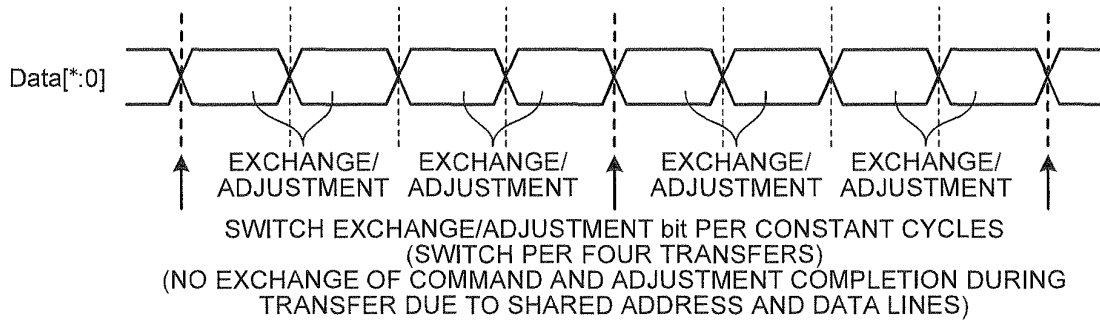 Data[*:0]
EXCHANGE/ EXCHANGE/ EXCHANGE/ EXCHANGE/
ADJUSTMENT ADJUSTMENT ADJUSTMENT ADJUSTMENT
SWITCH EXCHANGE/ADJUSTMENT bit PER CONSTANT CYCLES
(SWITCH PER FOUR TRANSFERS)
(NO EXCHANGE OF COMMAND AND ADJUSTMENT COMPLETION DURING
TRANSFER DUE TO SHARED ADDRESS AND DATA LINES)